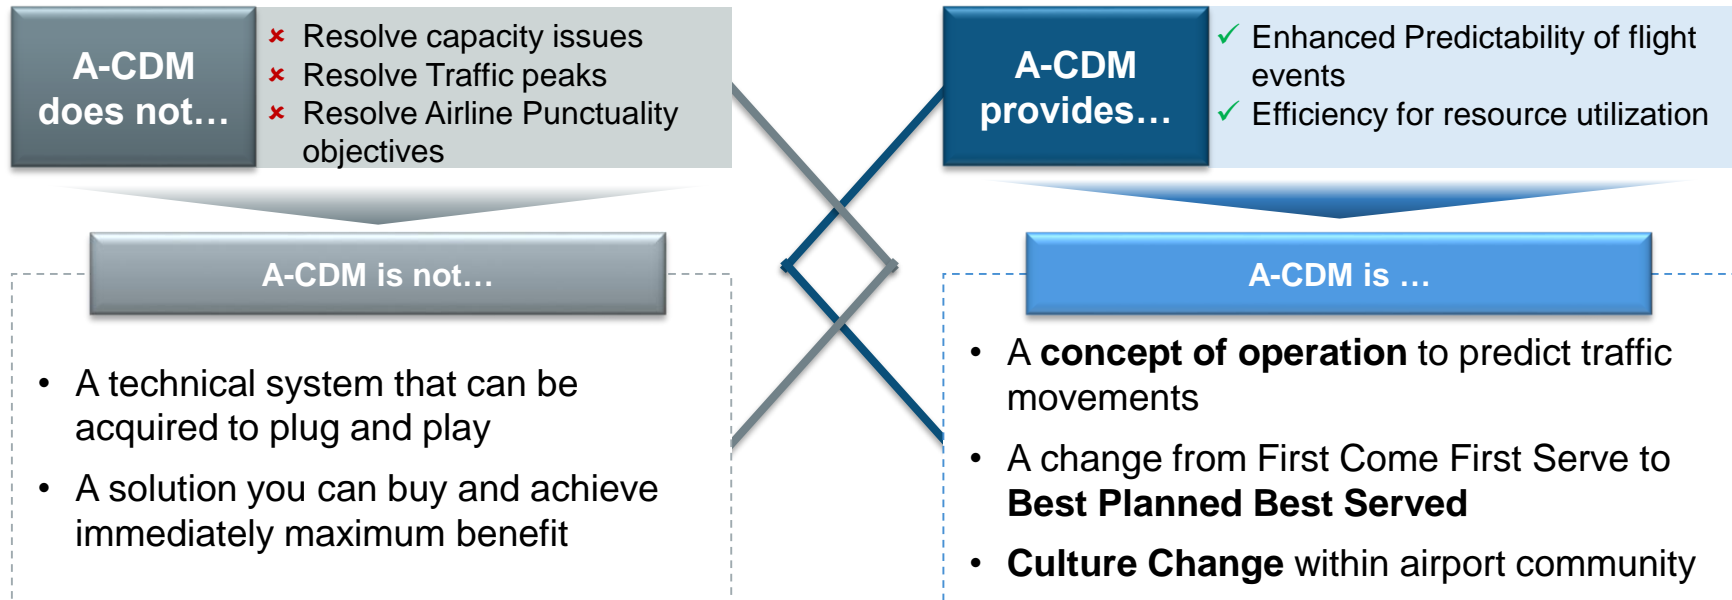 A-CDM
does not…
× Resolve capacity issues
× Resolve Traffic peaks
× Resolve Airline Punctuality
objectives
A-CDM is not…
• A technical system that can be
acquired to plug and play
• A solution you can buy and achieve
immediately maximum benefit
A-CDM
provides…
✓ Enhanced Predictability of flight
events
✓ Efficiency for resource utilization
A-CDM is …
• A concept of operation to predict traffic
movements
• A change from First Come First Serve to
Best Planned Best Served
• Culture Change within airport community